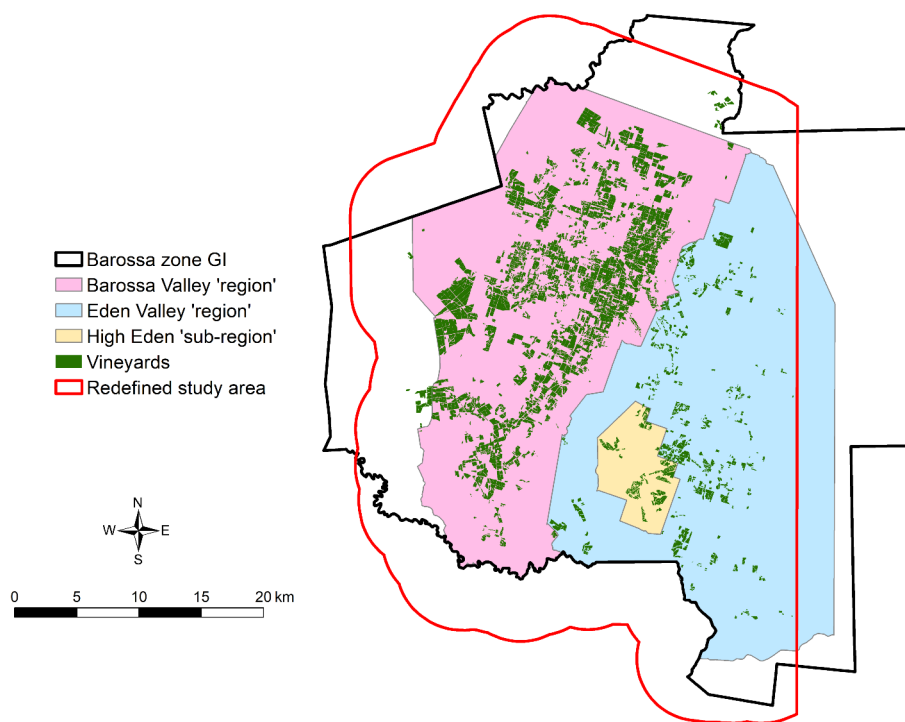 Barossa zone GI
Barossa Valley 'region'
Eden Valley 'region'
High Eden 'sub-region'
Vineyards
Redefined study area
N
W E
S
0 5 10 15 20 km